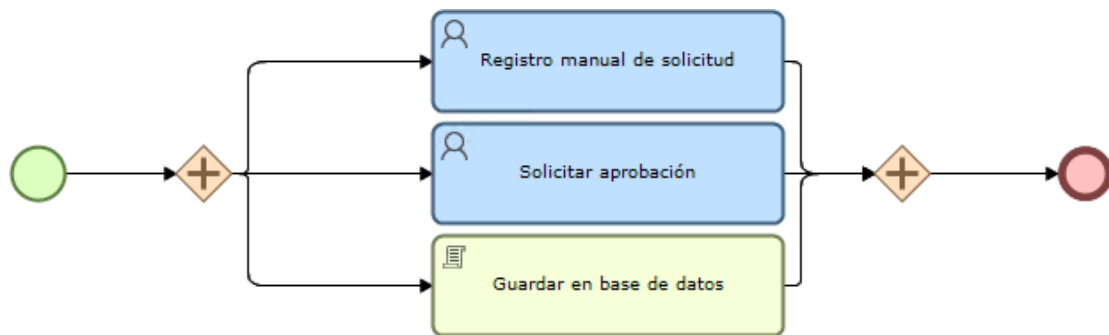 Registro manual de solicitud
Solicitar aprobación
Guardar en base de datos